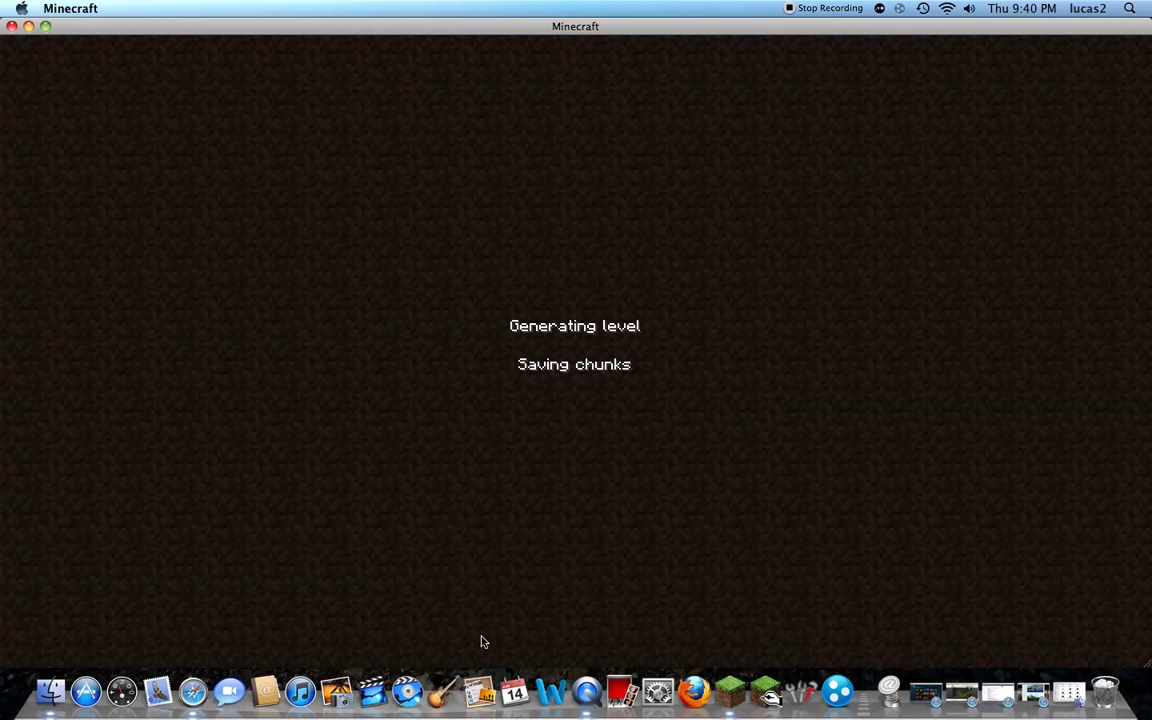 Minecraft
Stop Recording
Thu 9:40 PM
lucas2
Minecraft
Generating level
Saving chunks
14